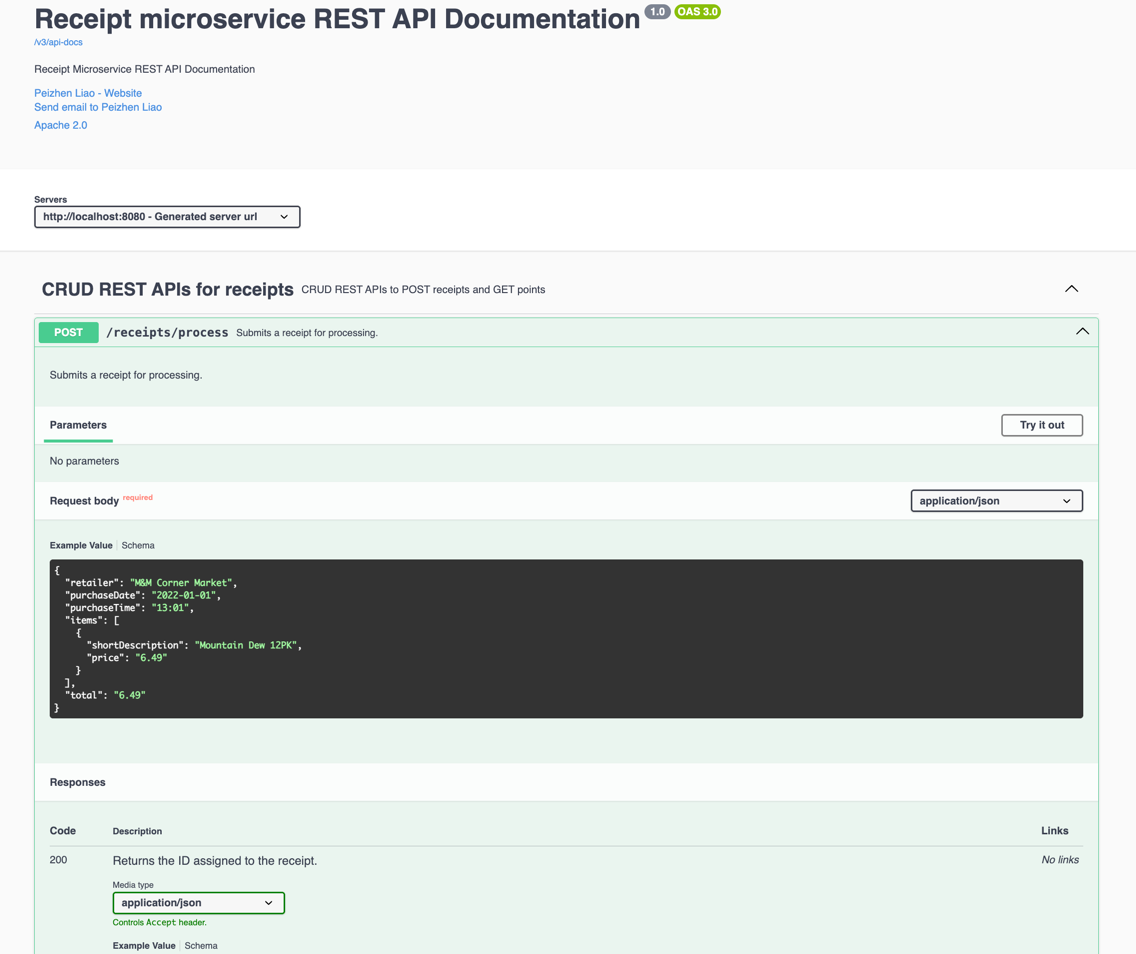 Receipt microservice REST API Documentation 1.0 OAS 3.0
/v3/api-docs
Receipt Microservice REST API Documentation
Peizhen Liao - Website
Send email to Peizhen Liao
Apache 2.0
Servers
http://localhost:8080 - Generated server url
CRUD REST APIs for receipts CRUD REST APIs to POST receipts and GET points
POST /receipts/process Submits a receipt for processing.
Submits a receipt for processing.
Parameters Try it out
No parameters
Request body required application/json
Example Value Schema
{
  "retailer": "M&M Corner Market",
  "purchaseDate": "2022-01-01",
  "purchaseTime": "13:01",
  "items": [
    {
      "shortDescription": "Mountain Dew 12PK",
      "price": "6.49"
    }
  ],
  "total": "6.49"
}
Responses
Code Description Links
200 Returns the ID assigned to the receipt. No links
Media type
application/json
Controls Accept header.
Example Value Schema